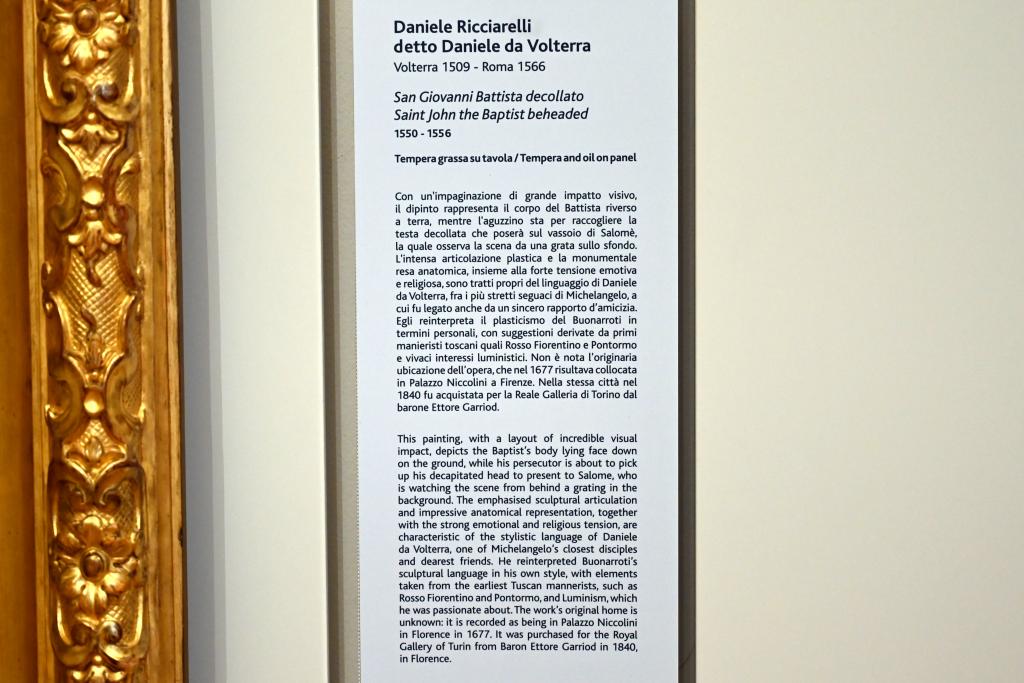 Daniele Ricciarelli
detto Daniele da Volterra
Volterra 1509 - Roma 1566
San Giovanni Battista decollato
Saint John the Baptist beheaded
1550 - 1556
Tempera grassa su tavola / Tempera and oil on panel
Con un'impaginazione di grande impatto visivo,
il dipinto rappresenta il corpo del Battista riverso
a terra, mentre l'aguzzino sta per raccogliere la
testa decollata che poserà sul vassoio di Salomè,
la quale osserva la scena da una grata sullo sfondo.
L'intensa articolazione plastica e la monumentale
resa anatomica, insieme alla forte tensione emotiva
e religiosa, sono tratti propri del linguaggio di Daniele
da Volterra, fra i più stretti seguaci di Michelangelo, a
cui fu legato anche da un sincero rapporto d'amicizia.
Egli reinterpreta il plasticismo del Buonarroti in
termini personali, con suggestioni derivate da primi
manieristi toscani quali Rosso Fiorentino e Pontormo
e vivaci interessi luministici. Non è nota l'originaria
ubicazione dell'opera, che nel 1677 risultava collocata
in Palazzo Niccolini a Firenze. Nella stessa città nel
1840 fu acquistata per la Reale Galleria di Torino dal
barone Ettore Garriod.
This painting, with a layout of incredible visual
impact, depicts the Baptist's body lying face down
on the ground, while his persecutor is about to pick
up his decapitated head to present to Salome, who
is watching the scene from behind a grating in the
background. The emphasised sculptural articulation
and impressive anatomical representation, together
with the strong emotional and religious tension, are
characteristic of the stylistic language of Daniele
da Volterra, one of Michelangelo's closest disciples
and dearest friends. He reinterpreted Buonarroti's
sculptural language in his own style, with elements
taken from the earliest Tuscan mannerists, such as
Rosso Fiorentino and Pontormo, and Luminism, which
he was passionate about. The work's original home is
unknown: it is recorded as being in Palazzo Niccolini
in Florence in 1677. It was purchased for the Royal
Gallery of Turin from Baron Ettore Garriod in 1840,
in Florence.